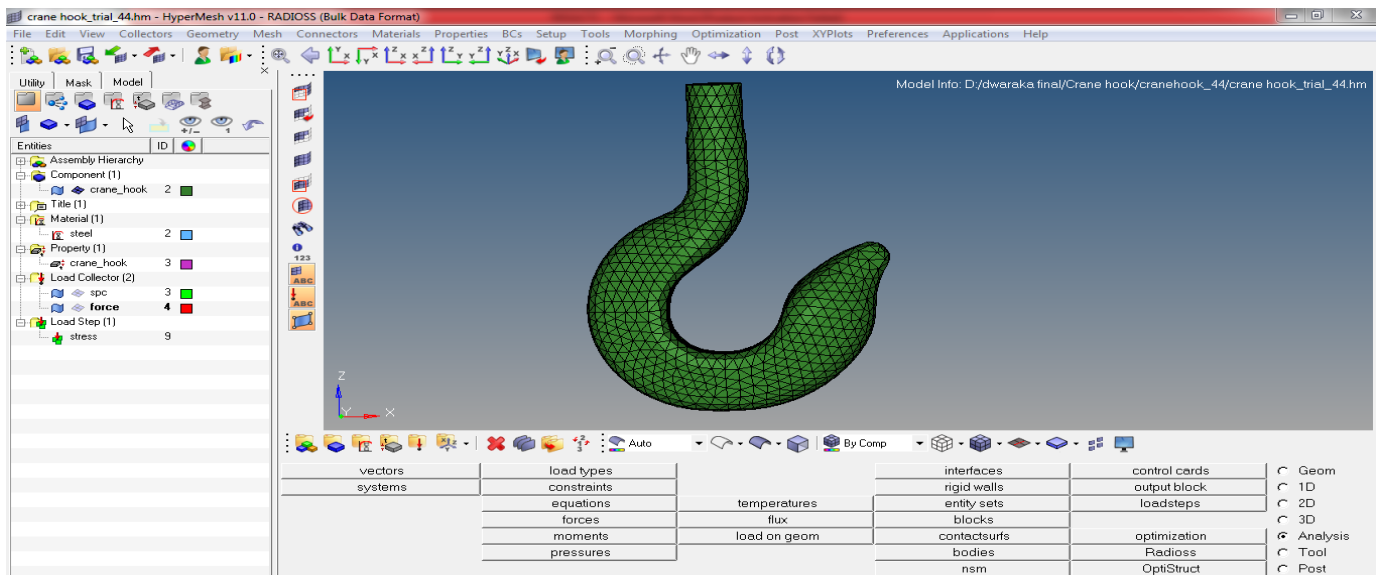 crane hook_trial_44.hm - HyperMesh v11.0 - RADIOSS (Bulk Data Format)
File Edit View Collectors Geometry Mesh Connectors Materials Properties BCs Setup Tools Morphing Optimization Post XYPlots Preferences Applications Help
Utility Mask Model
Model Info: D:/dwaraka final/Crane hook/cranehook_44/crane hook_trial_44.hm
Entities ID
Assembly Hierarchy
Component (1)
crane_hook 2
Title (1)
Material (1)
steel 2
Property (1)
crane_hook 3
Load Collector (2)
spc 3
force 4
Load Step (1)
stress 9
123
ABC
ABC
Z
Y X
Auto By Comp
vectors load types interfaces control cards Geom
systems constraints rigid walls output block 1D
equations temperatures entity sets loadsteps 2D
forces flux blocks 3D
moments load on geom contactsurfs optimization Analysis
pressures bodies Radioss Tool
nsm OptiStruct Post